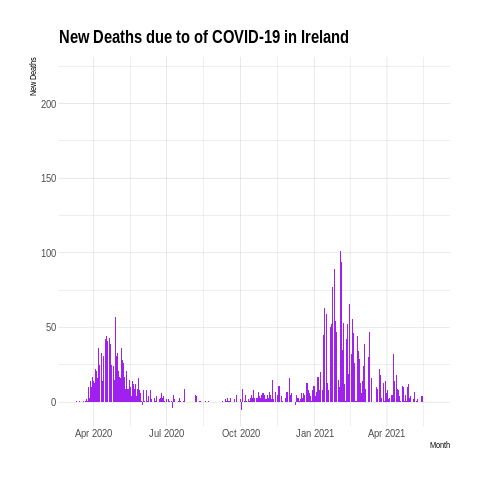 New Deaths due to of COVID-19 in Ireland
New Deaths
200
150
100
50
0
Apr 2020 Jul 2020 Oct 2020 Jan 2021 Apr 2021
Month